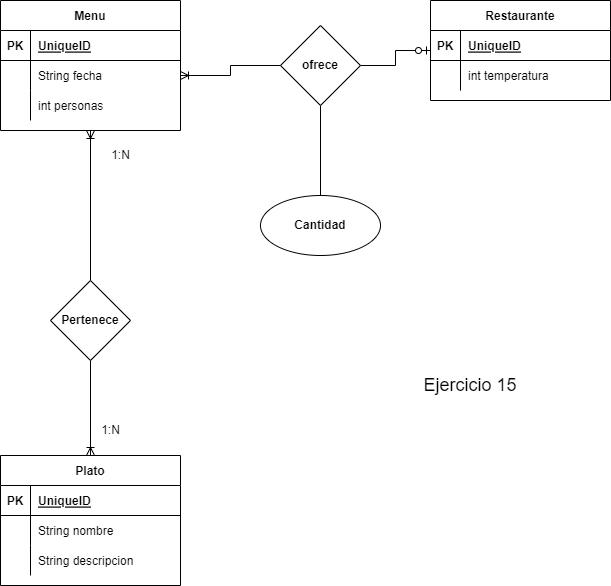 Menu
PK UniqueID
String fecha
int personas
ofrece
Restaurante
PK UniqueID
int temperatura
1:N
Cantidad
Pertenece
Ejercicio 15
1:N
Plato
PK UniqueID
String nombre
String descripcion